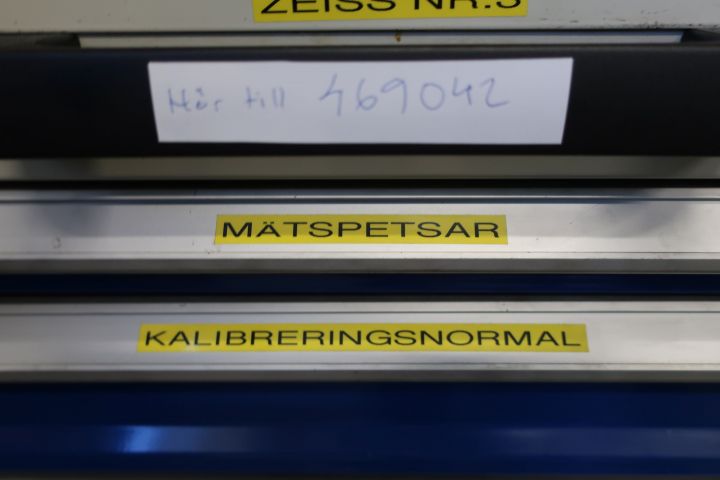 ZEISS NR.3
Hör till 469042
MÄTSPETSAR
KALIBRERINGSNORMAL